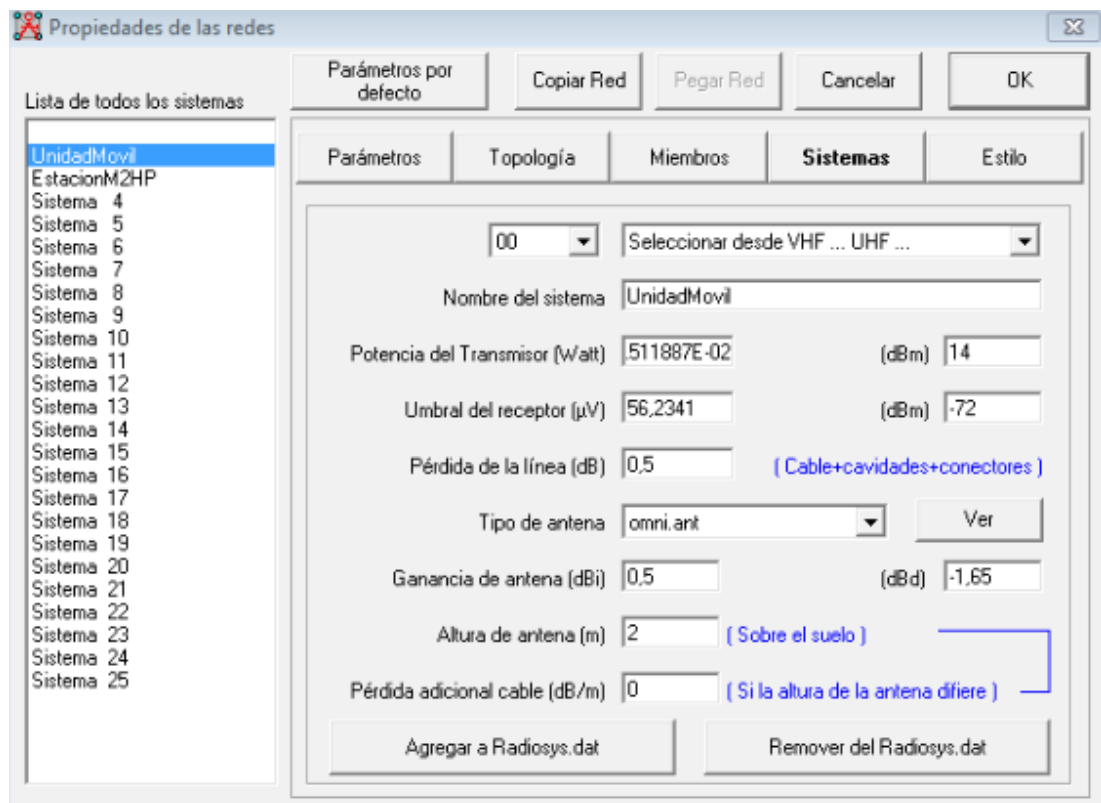 Propiedades de las redes
Lista de todos los sistemas
UnidadMovil
EstacionM2HP
Sistema 4
Sistema 5
Sistema 6
Sistema 7
Sistema 8
Sistema 9
Sistema 10
Sistema 11
Sistema 12
Sistema 13
Sistema 14
Sistema 15
Sistema 16
Sistema 17
Sistema 18
Sistema 19
Sistema 20
Sistema 21
Sistema 22
Sistema 23
Sistema 24
Sistema 25
Parámetros por
defecto
Copiar Red
Pegar Red
Cancelar
OK
Parámetros
Topología
Miembros
Sistemas
Estilo
00 Seleccionar desde VHF ... UHF ...
Nombre del sistema UnidadMovil
Potencia del Transmisor (Watt) .511887E-02 (dBm) 14
Umbral del receptor (µV) 56,2341 (dBm) -72
Pérdida de la línea (dB) 0,5 ( Cable+cavidades+conectores )
Tipo de antena omni.ant Ver
Ganancia de antena (dBi) 0,5 (dBd) -1,65
Altura de antena (m) 2 ( Sobre el suelo )
Pérdida adicional cable (dB/m) 0 ( Si la altura de la antena difiere )
Agregar a Radiosys.dat
Remover del Radiosys.dat